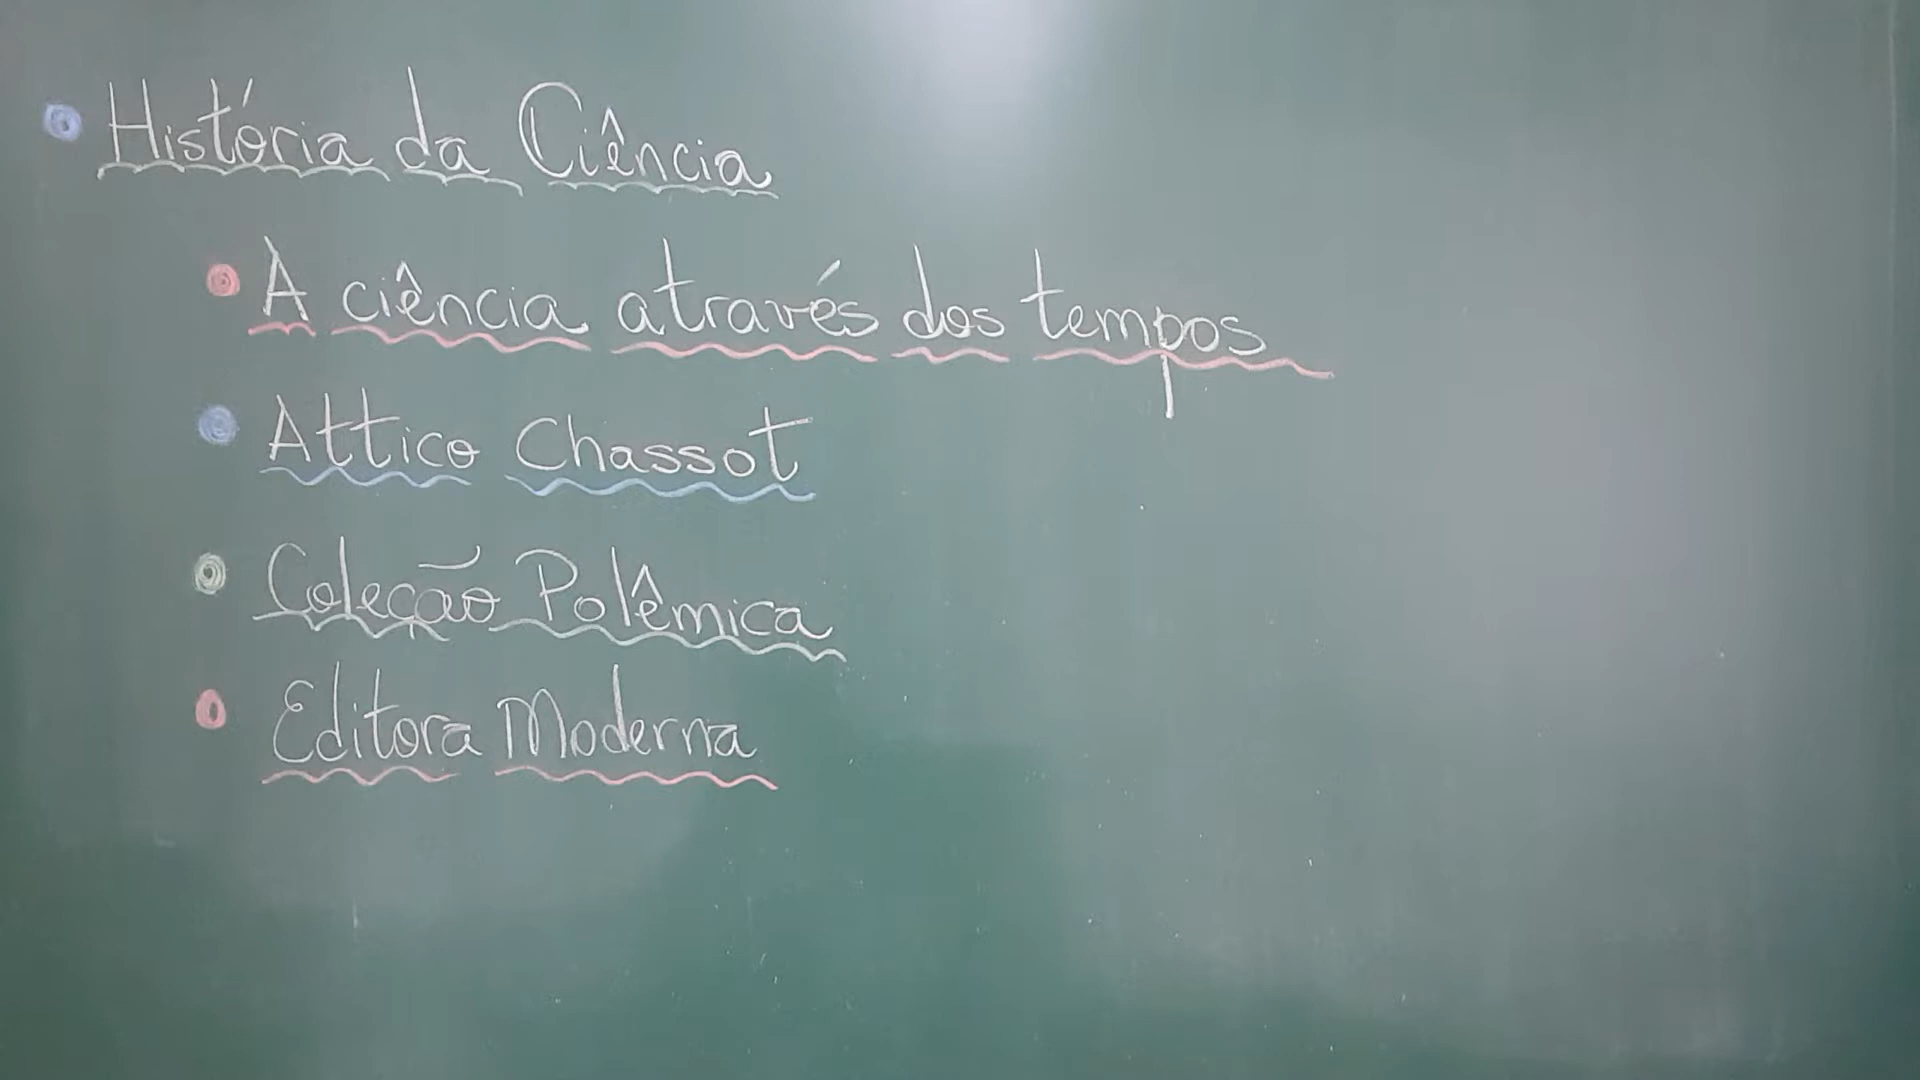 História da Ciência
A ciência através dos tempos
Attico Chassot
Coleção Polêmica
Editora Moderna